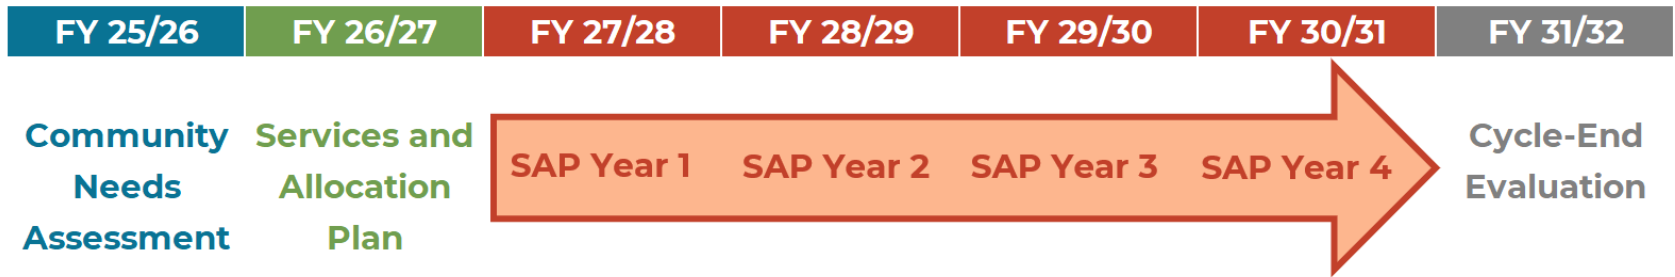 FY 25/26 FY 26/27 FY 27/28 FY 28/29 FY 29/30 FY 30/31 FY 31/32
Community
Needs
Assessment
Services and
Allocation
Plan
SAP Year 1 SAP Year 2 SAP Year 3 SAP Year 4
Cycle-End
Evaluation